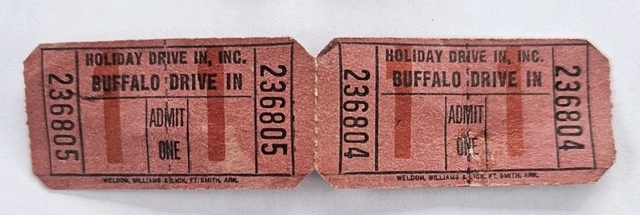 HOLIDAY DRIVE IN, INC.
BUFFALO DRIVE IN
236805
ADMIT
ONE
236805
WELDON, WILLIAMS & LICK, FT. SMITH, ARK.
HOLIDAY DRIVE IN, INC.
BUFFALO DRIVE IN
236804
ADMIT
ONE
236804
WELDON, WILLIAMS & LICK, FT. SMITH, ARK.